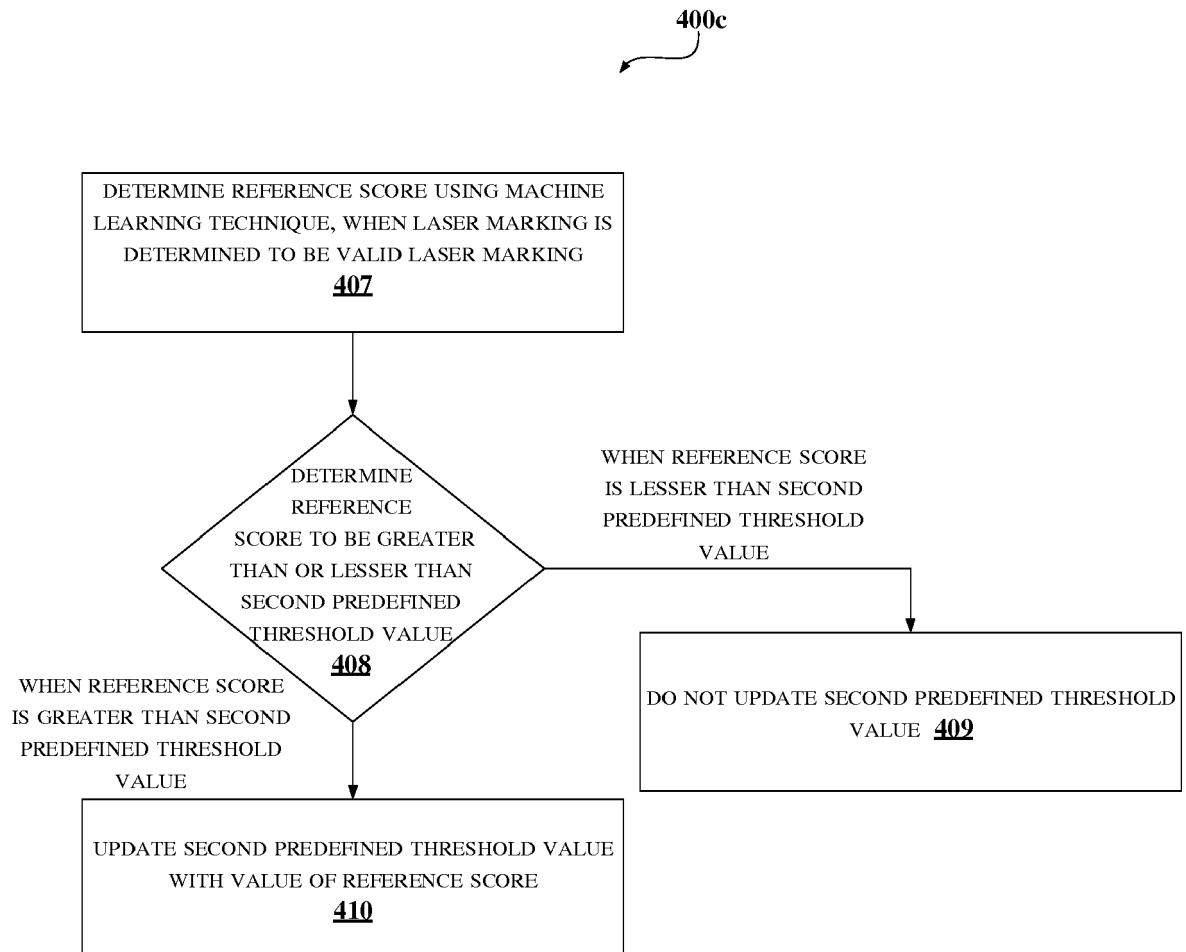 400c
DETERMINE REFERENCE SCORE USING MACHINE
LEARNING TECHNIQUE, WHEN LASER MARKING IS
DETERMINED TO BE VALID LASER MARKING
407
DETERMINE
REFERENCE
SCORE TO BE GREATER
THAN OR LESSER THAN
SECOND PREDEFINED
THRESHOLD VALUE
408
WHEN REFERENCE SCORE
IS LESSER THAN SECOND
PREDEFINED THRESHOLD
VALUE
DO NOT UPDATE SECOND PREDEFINED THRESHOLD
VALUE 409
WHEN REFERENCE SCORE
IS GREATER THAN SECOND
PREDEFINED THRESHOLD
VALUE
UPDATE SECOND PREDEFINED THRESHOLD VALUE
WITH VALUE OF REFERENCE SCORE
410